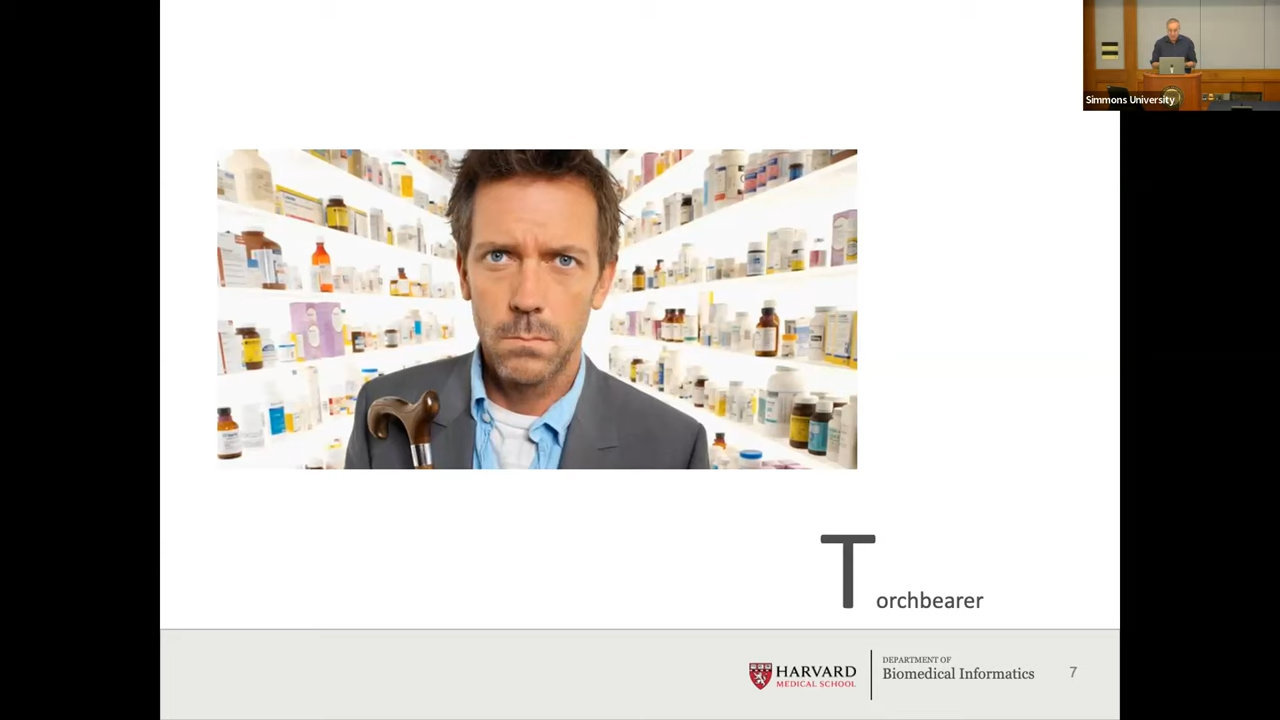 Simmons University
Torchbearer
HARVARD
MEDICAL SCHOOL
DEPARTMENT OF
Biomedical Informatics
7